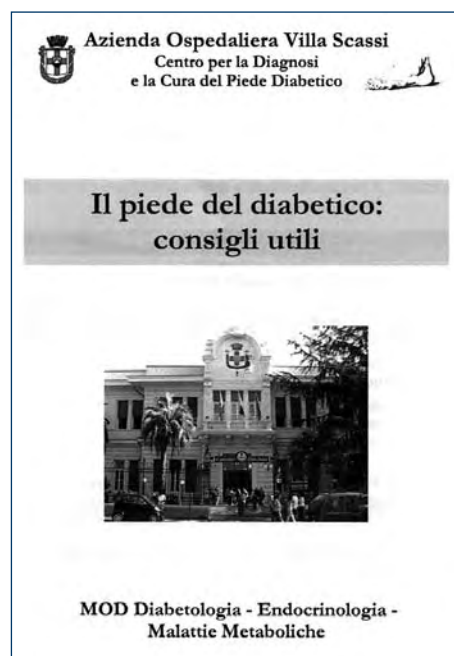 Azienda Ospedaliera Villa Scassi
Centro per la Diagnosi
e la Cura del Piede Diabetico
Il piede del diabetico:
consigli utili
MOD Diabetologia - Endocrinologia -
Malattie Metaboliche